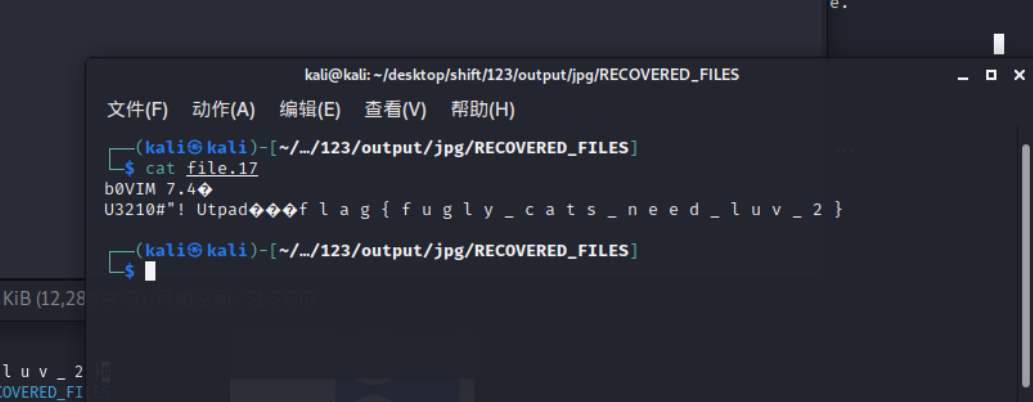 e.
kali@kali: ~/desktop/shift/123/output/jpg/RECOVERED_FILES
文件(F) 动作(A) 编辑(E) 查看(V) 帮助(H)
┌──(kali㉿kali)-[~/…/123/output/jpg/RECOVERED_FILES]
└─$ cat file.17
b0VIM 7.4�
U3210#"! Utpad���f l a g { f u g l y _ c a t s _ n e e d _ l u v _ 2 }
┌──(kali㉿kali)-[~/…/123/output/jpg/RECOVERED_FILES]
└─$
KiB (12,28
l u v _ 2
COVERED_FI